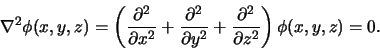 ∇²ϕ(x, y, z) = (∂²/∂x² + ∂²/∂y² + ∂²/∂z²) ϕ(x, y, z) = 0.